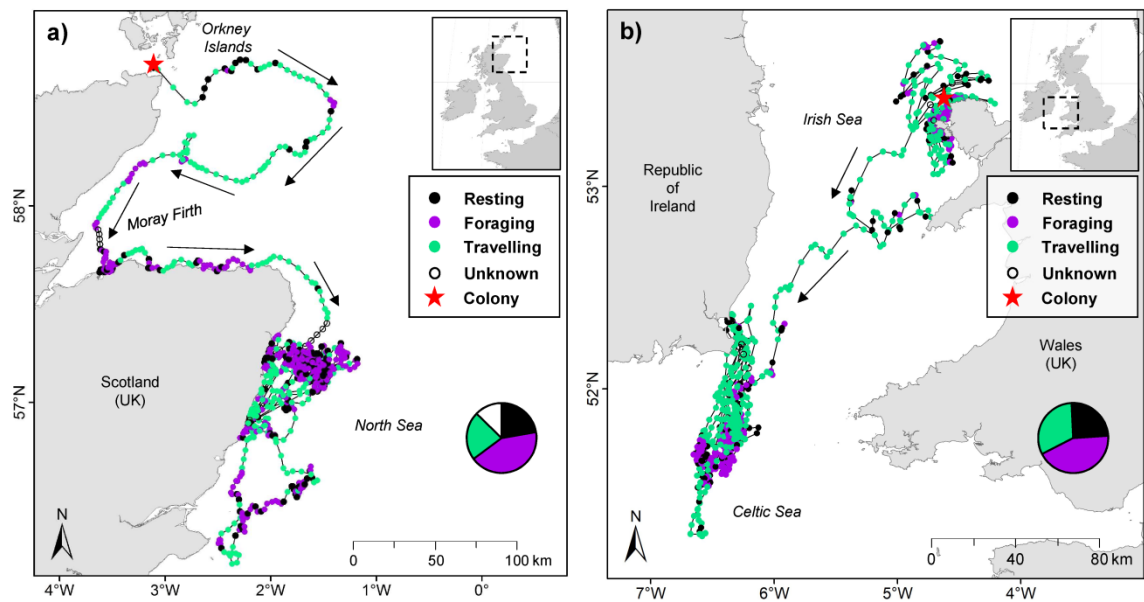 a)
Orkney
Islands
Moray Firth
58°N
57°N
Scotland
(UK)
North Sea
Resting
Foraging
Travelling
Unknown
Colony
N
0 50 100 km
4°W 3°W 2°W 1°W 0°
b)
Irish Sea
Republic
of
Ireland
53°N
52°N
Wales
(UK)
Celtic Sea
Resting
Foraging
Travelling
Unknown
Colony
N
0 40 80 km
7°W 6°W 5°W 4°W